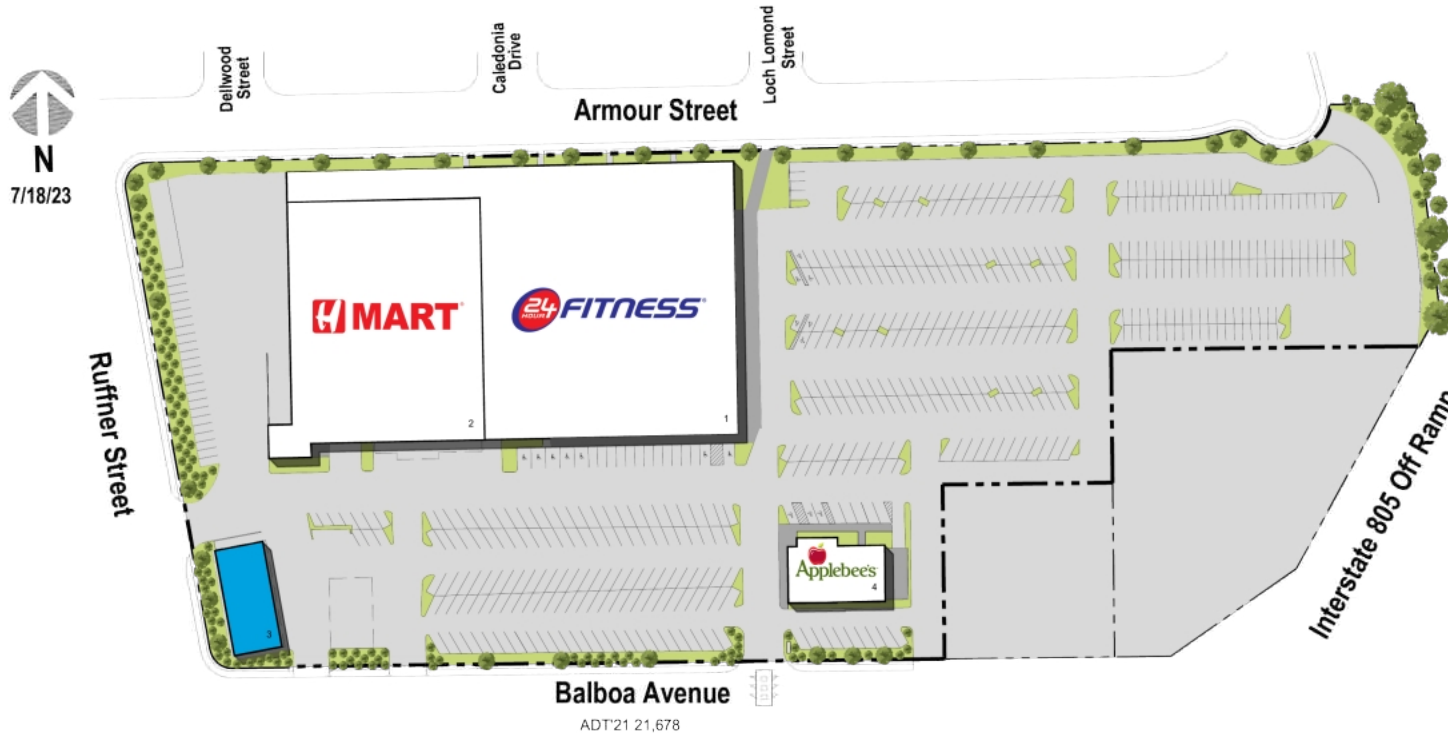 Dellwood
Street
Caledonia
Drive
Loch Lomond
Street
Armour Street
N
7/18/23
H MART
24
HOUR
FITNESS
2
1
Ruffner Street
Interstate 805 Off Ramp
Applebee's
4
3
Balboa Avenue
ADT'21 21,678